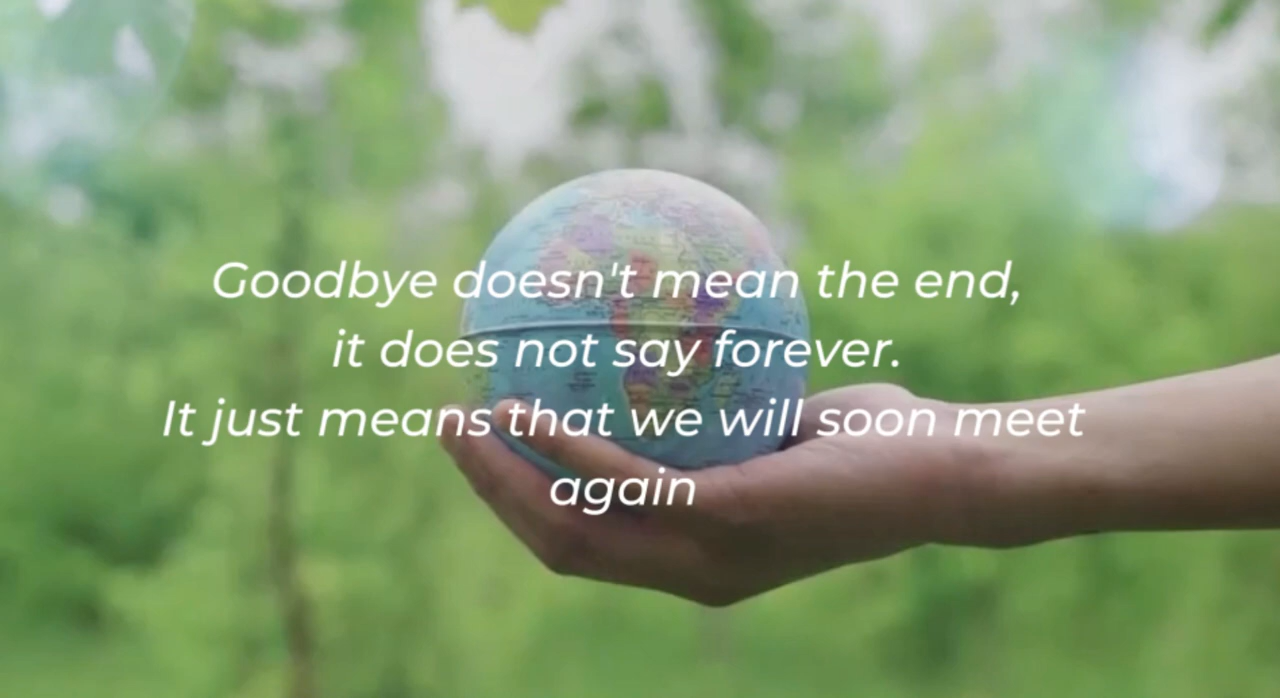 Goodbye doesn't mean the end,
it does not say forever.
It just means that we will soon meet
again